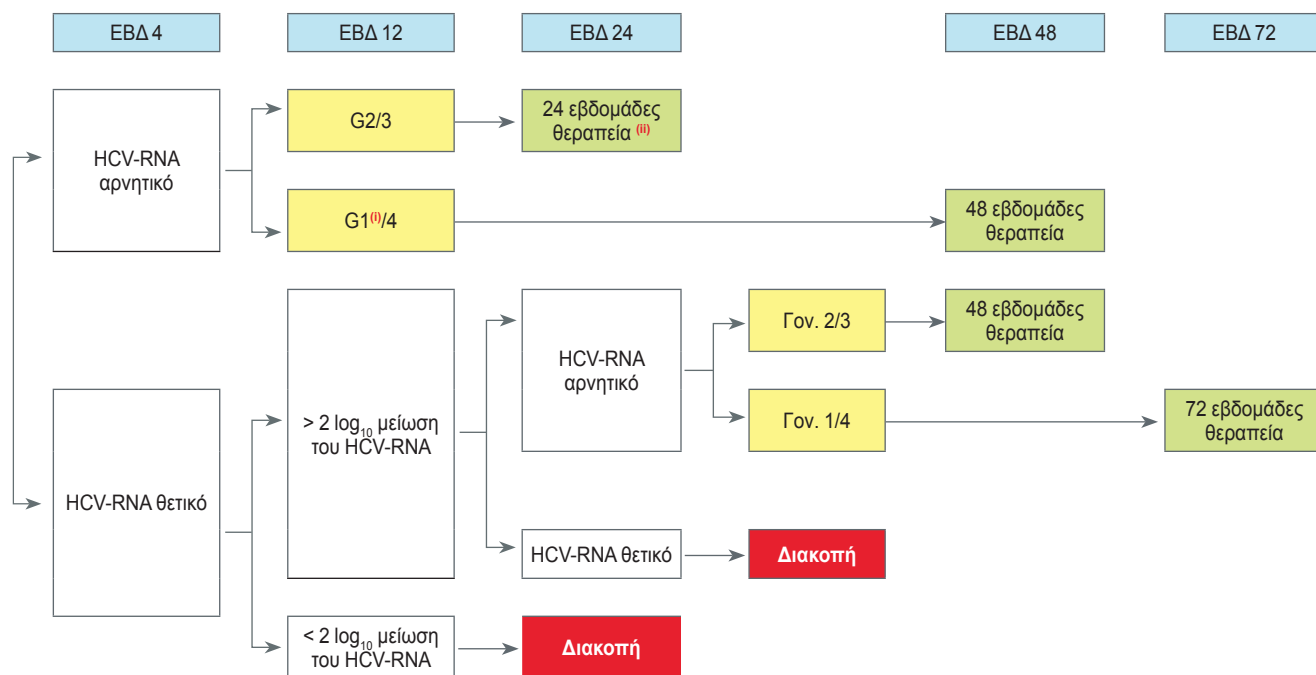 ΕΒΔ 4
ΕΒΔ 12
ΕΒΔ 24
ΕΒΔ 48
ΕΒΔ 72
HCV-RNA
αρνητικό
G2/3
24 εβδομάδες
θεραπεία (ii)
G1(i)/4
48 εβδομάδες
θεραπεία
HCV-RNA θετικό
> 2 log10 μείωση
του HCV-RNA
HCV-RNA
αρνητικό
Γον. 2/3
48 εβδομάδες
θεραπεία
Γον. 1/4
72 εβδομάδες
θεραπεία
HCV-RNA θετικό
Διακοπή
< 2 log10 μείωση
του HCV-RNA
Διακοπή